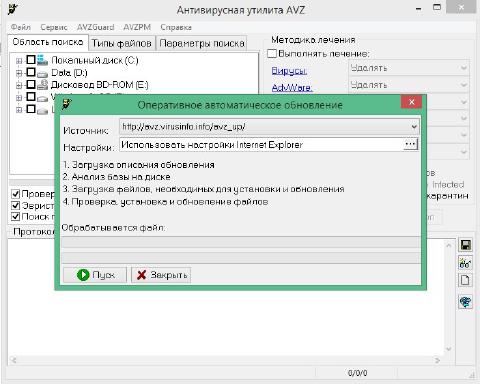 Антивирусная утилита AVZ
Файл Сервис AVZGuard AVZPM Справка
Область поиска Типы файлов Параметры поиска
Методика лечения
Выполнять лечение:
Локальный диск (C:)
Data (D:)
Дисковод BD-ROM (E:)
Вирусы: Удалять
AdvWare: Удалять
Оперативное автоматическое обновление
Источник: http://avz.virusinfo.info/avz_up/
Настройки: Использовать настройки Internet Explorer ...
1. Загрузка описания обновления
2. Анализ базы на диске
3. Загрузка файлов, необходимых для установки и обновления
4. Проверка, установка и обновление файлов
Обрабатывается файл:
Пуск Закрыть
Infected
карантин
Провер
Эврист
Поиск п
Протоко
0/0/0